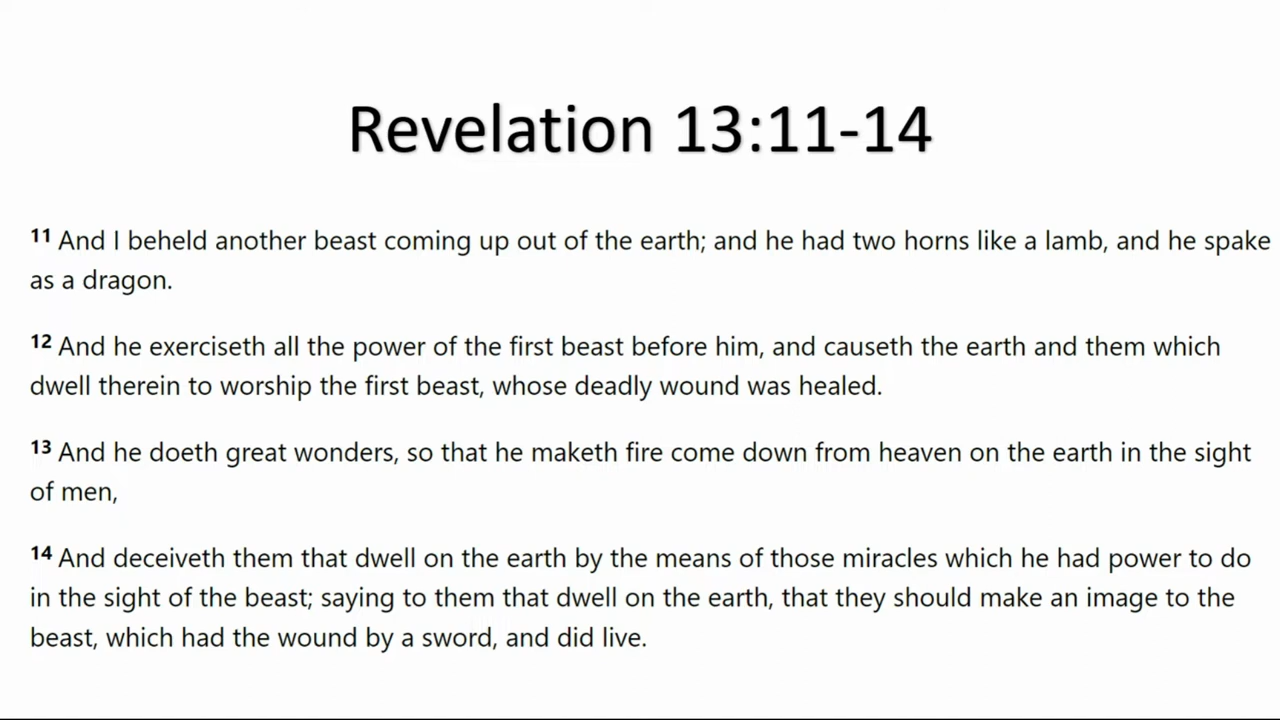 Revelation 13:11-14
11 And I beheld another beast coming up out of the earth; and he had two horns like a lamb, and he spake
as a dragon.
12 And he exerciseth all the power of the first beast before him, and causeth the earth and them which
dwell therein to worship the first beast, whose deadly wound was healed.
13 And he doeth great wonders, so that he maketh fire come down from heaven on the earth in the sight
of men,
14 And deceiveth them that dwell on the earth by the means of those miracles which he had power to do
in the sight of the beast; saying to them that dwell on the earth, that they should make an image to the
beast, which had the wound by a sword, and did live.